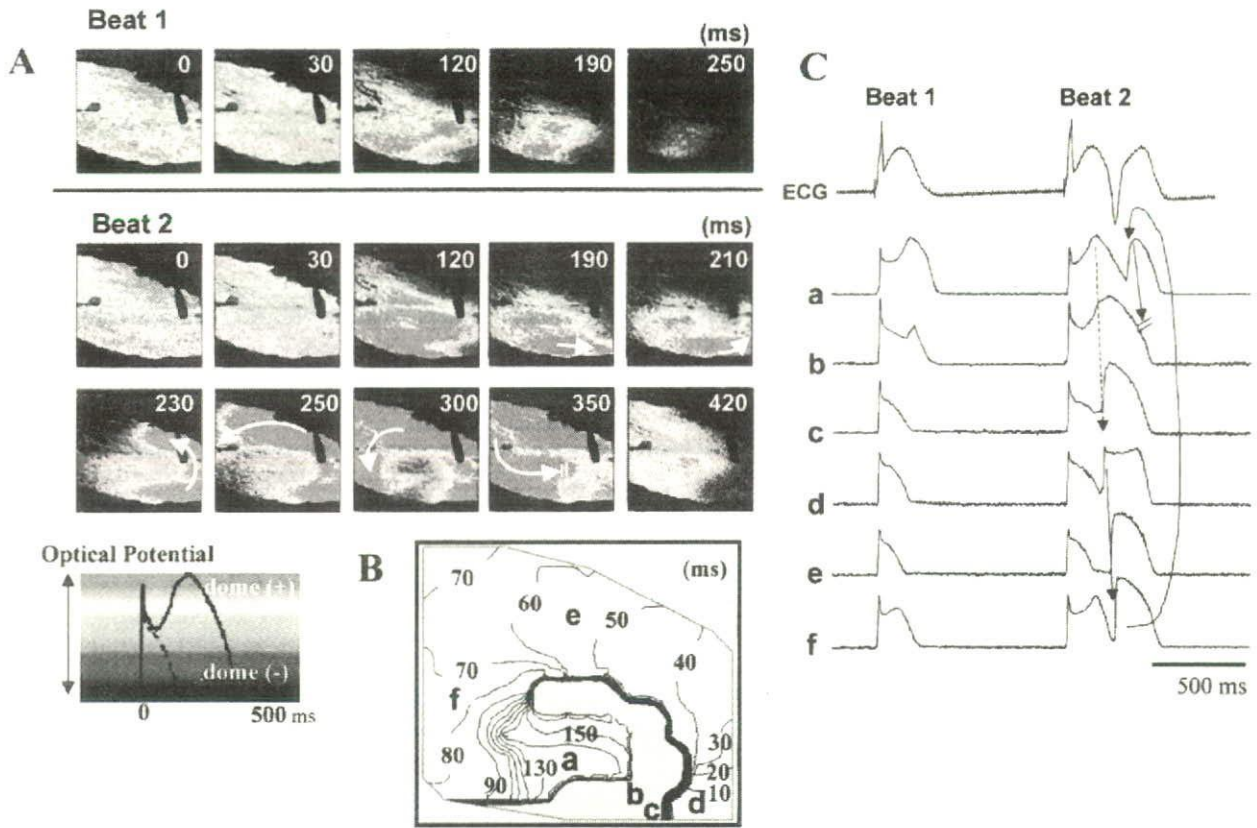 Beat 1
(ms)
A
0 30 120 190 250
Beat 2
(ms)
0 30 120 190 210
230 250 300 350 420
Optical Potential
dome (+)
dome (-)
0 500 ms
B
(ms)
70
60
e
50
40
70
f
80
90
130
150
a
b
c
d
30
20
10
C
Beat 1 Beat 2
ECG
a
b
c
d
e
f
500 ms